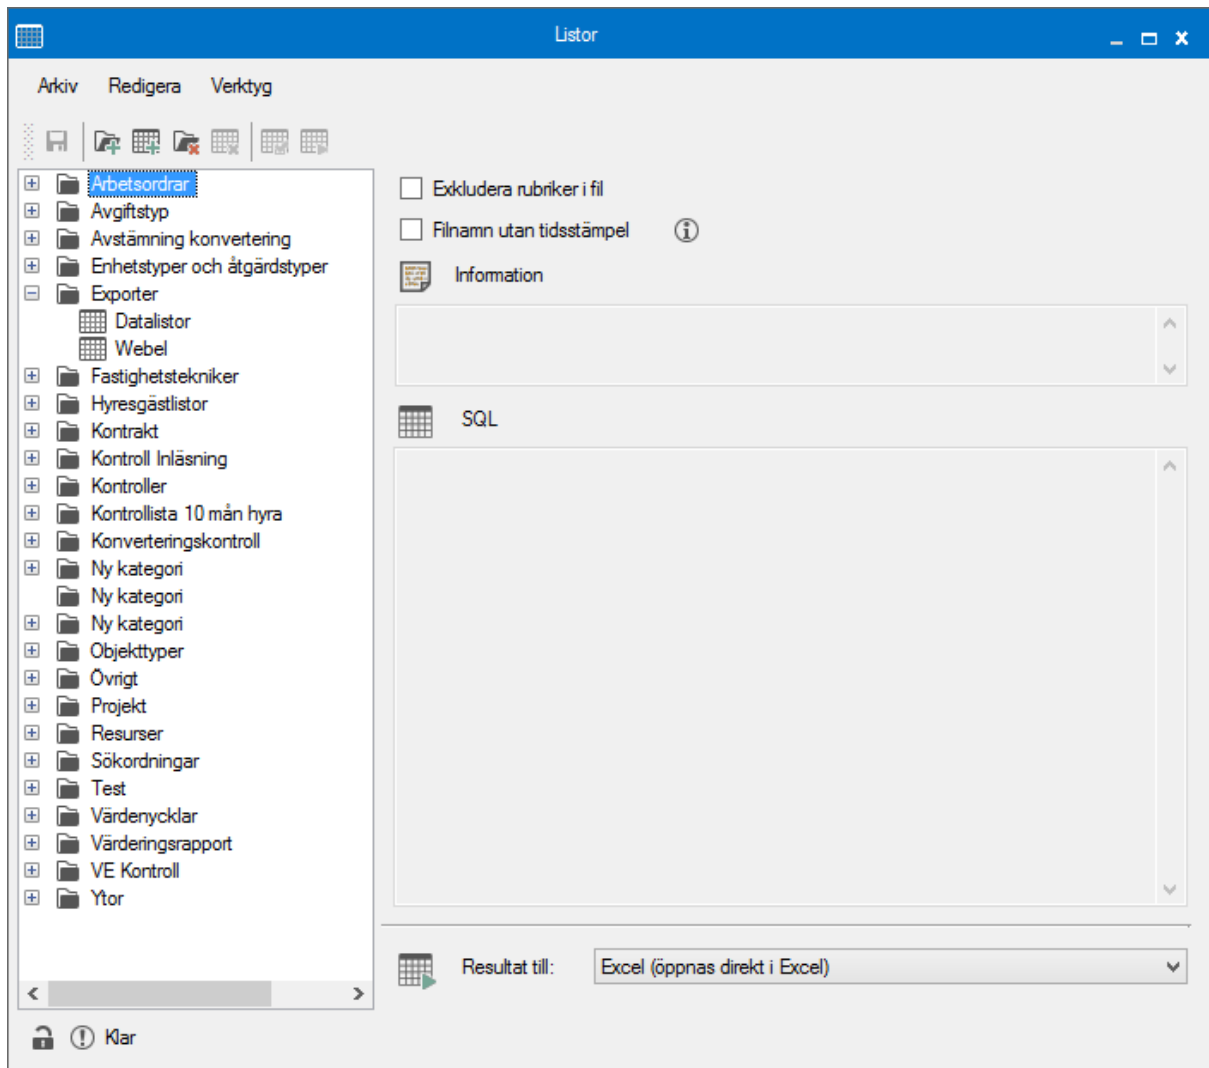 Listor
Arkiv Redigera Verktyg
Arbetsordrar
Avgiftstyp
Avstämning konvertering
Enhetstyper och åtgärdstyper
Exporter
Datalistor
Webel
Fastighetstekniker
Hyresgästlistor
Kontrakt
Kontroll Inläsning
Kontroller
Kontrollista 10 mån hyra
Konverteringskontroll
Ny kategori
Ny kategori
Ny kategori
Objekttyper
Övrigt
Projekt
Resurser
Sökordningar
Test
Värdenycklar
Värderingsrapport
VE Kontroll
Ytor
Exkludera rubriker i fil
Filnamn utan tidsstämpel
Information
SQL
Resultat till: Excel (öppnas direkt i Excel)
Klar